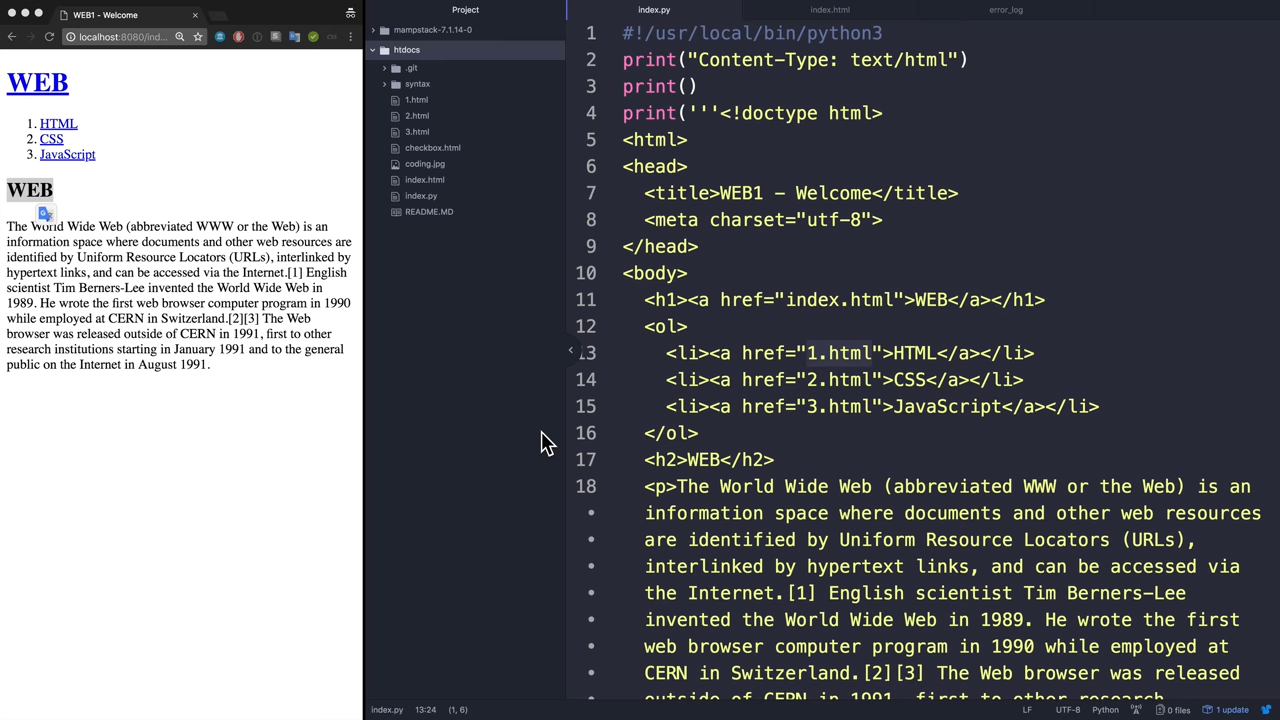 WEB1 - Welcome
localhost:8080/ind...
WEB
1. HTML
2. CSS
3. JavaScript
WEB
The World Wide Web (abbreviated WWW or the Web) is an
information space where documents and other web resources are
identified by Uniform Resource Locators (URLs), interlinked by
hypertext links, and can be accessed via the Internet.[1] English
scientist Tim Berners-Lee invented the World Wide Web in
1989. He wrote the first web browser computer program in 1990
while employed at CERN in Switzerland.[2][3] The Web
browser was released outside of CERN in 1991, first to other
research institutions starting in January 1991 and to the general
public on the Internet in August 1991.
Project
mampstack-7.1.14-0
htdocs
.git
syntax
1.html
2.html
3.html
checkbox.html
coding.jpg
index.html
index.py
README.MD
index.py
index.html
error_log
1 #!/usr/local/bin/python3
2 print("Content-Type: text/html")
3 print()
4 print('''<!doctype html>
5 <html>
6 <head>
7 <title>WEB1 - Welcome</title>
8 <meta charset="utf-8">
9 </head>
10 <body>
11 <h1><a href="index.html">WEB</a></h1>
12 <ol>
13 <li><a href="1.html">HTML</a></li>
14 <li><a href="2.html">CSS</a></li>
15 <li><a href="3.html">JavaScript</a></li>
16 </ol>
17 <h2>WEB</h2>
18 <p>The World Wide Web (abbreviated WWW or the Web) is an
• information space where documents and other web resources
• are identified by Uniform Resource Locators (URLs),
• interlinked by hypertext links, and can be accessed via
• the Internet.[1] English scientist Tim Berners-Lee
• invented the World Wide Web in 1989. He wrote the first
• web browser computer program in 1990 while employed at
• CERN in Switzerland.[2][3] The Web browser was released
• outside of CERN in 1991, first to other research
index.py 13:24 (1, 6)
LF UTF-8 Python 0 files 1 update